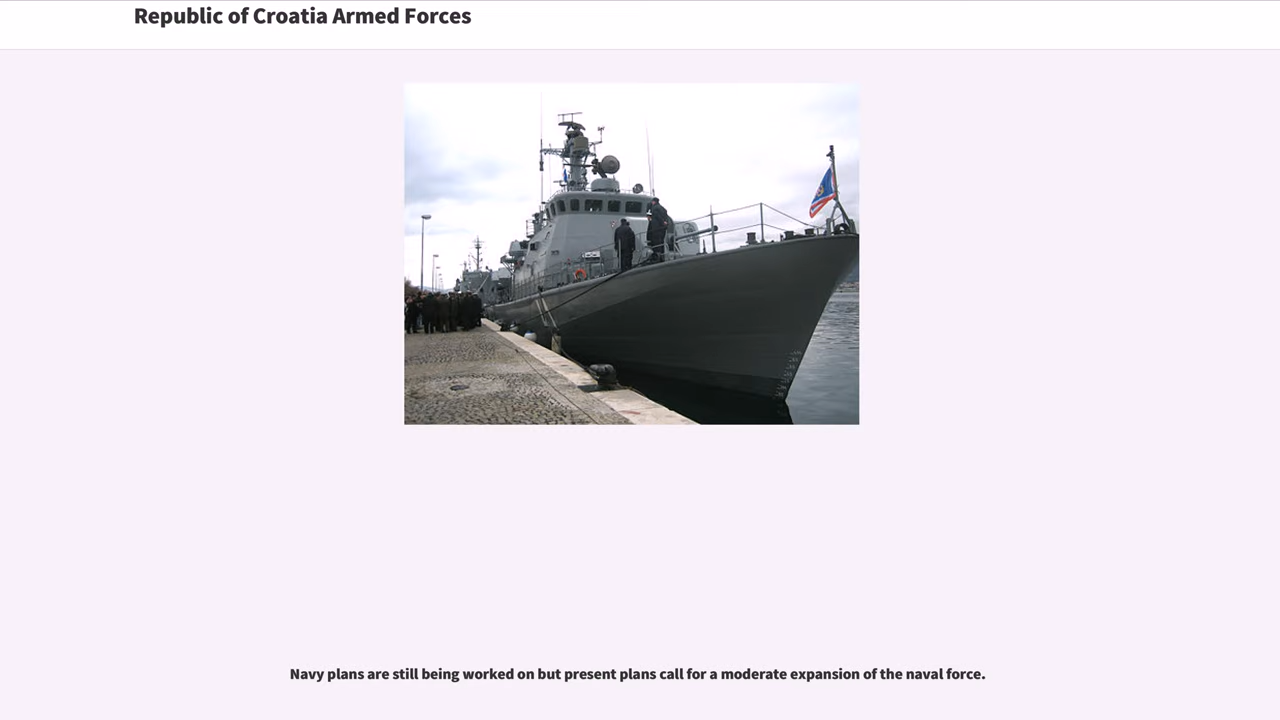 Republic of Croatia Armed Forces
Navy plans are still being worked on but present plans call for a moderate expansion of the naval force.